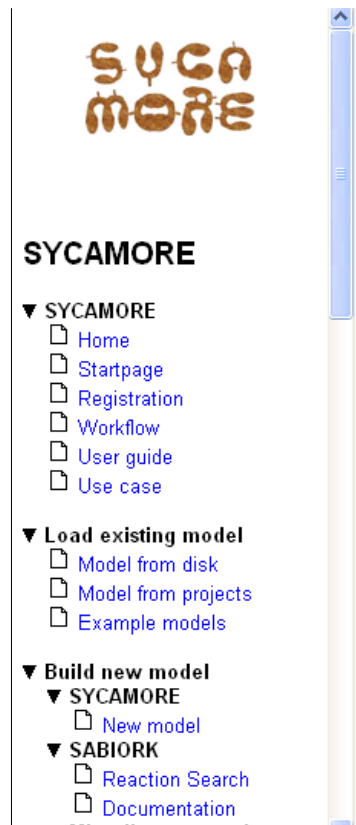 SYCA
MORE
SYCAMORE
▼ SYCAMORE
Home
Startpage
Registration
Workflow
User guide
Use case
▼ Load existing model
Model from disk
Model from projects
Example models
▼ Build new model
▼ SYCAMORE
New model
▼ SABIORK
Reaction Search
Documentation